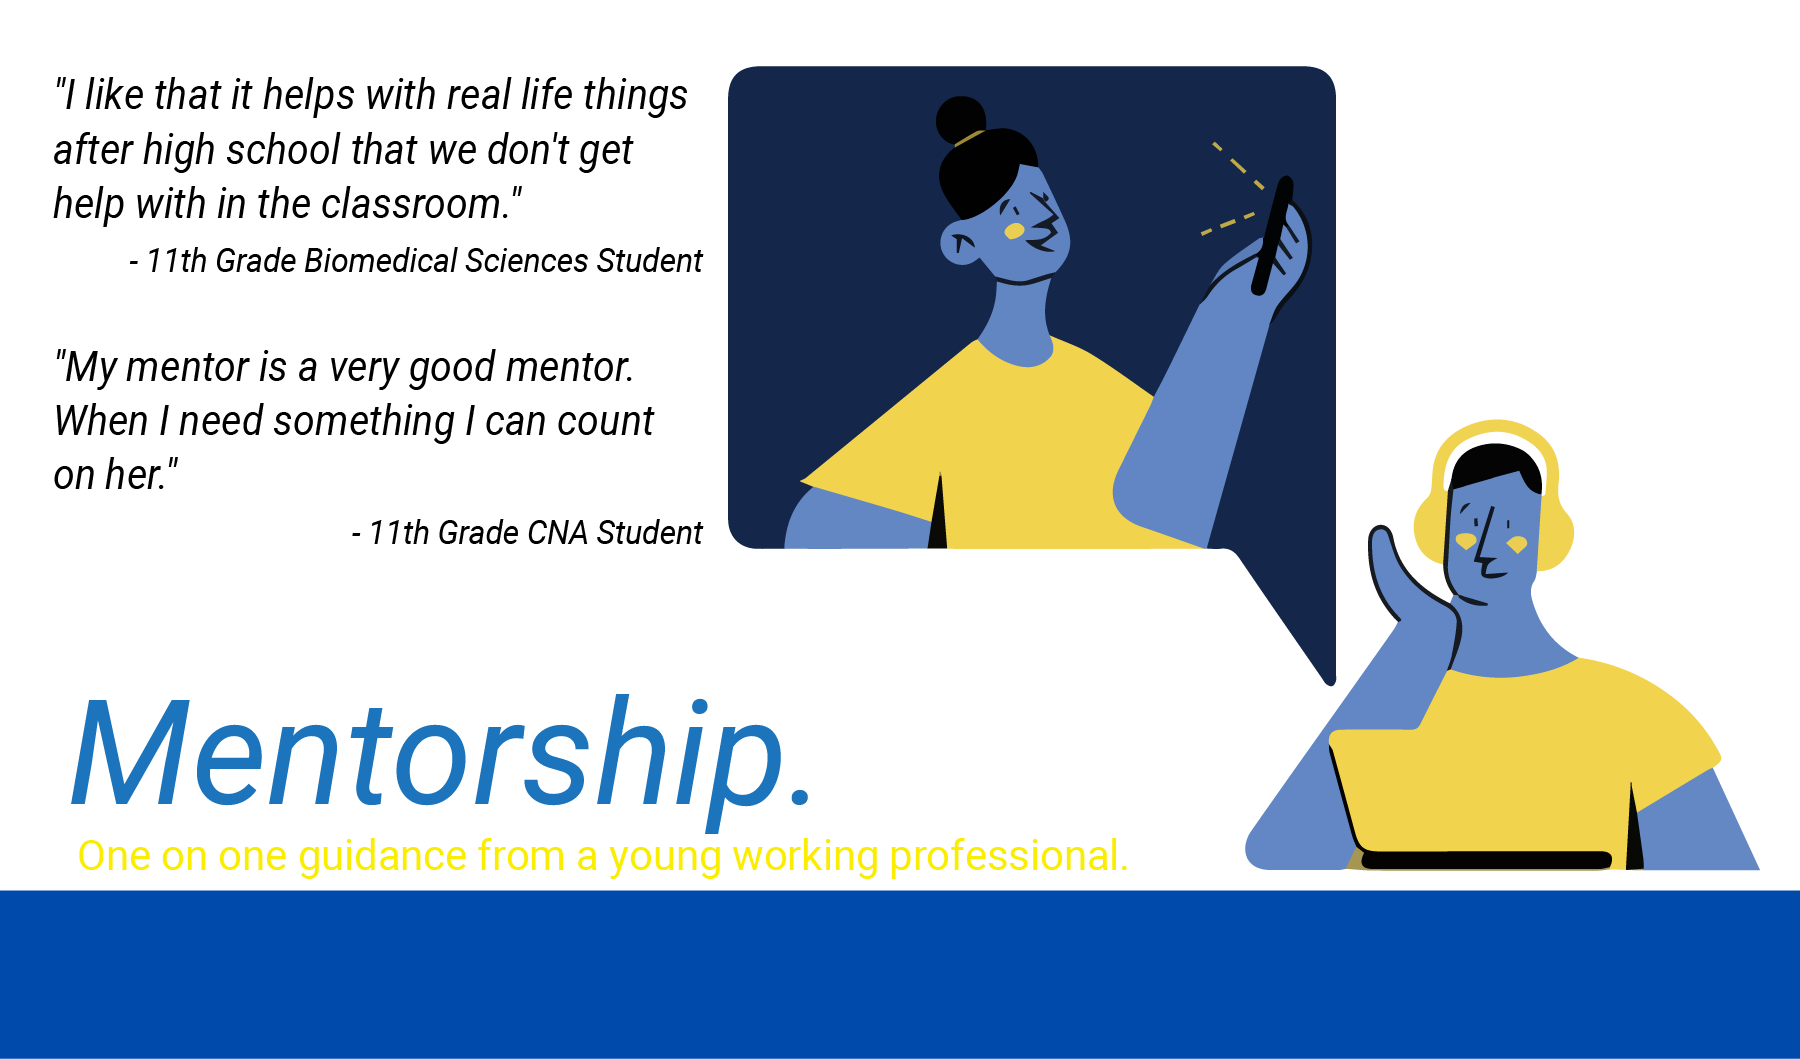 "I like that it helps with real life things
after high school that we don't get
help with in the classroom."
- 11th Grade Biomedical Sciences Student
"My mentor is a very good mentor.
When I need something I can count
on her."
- 11th Grade CNA Student
Mentorship.
One on one guidance from a young working professional.